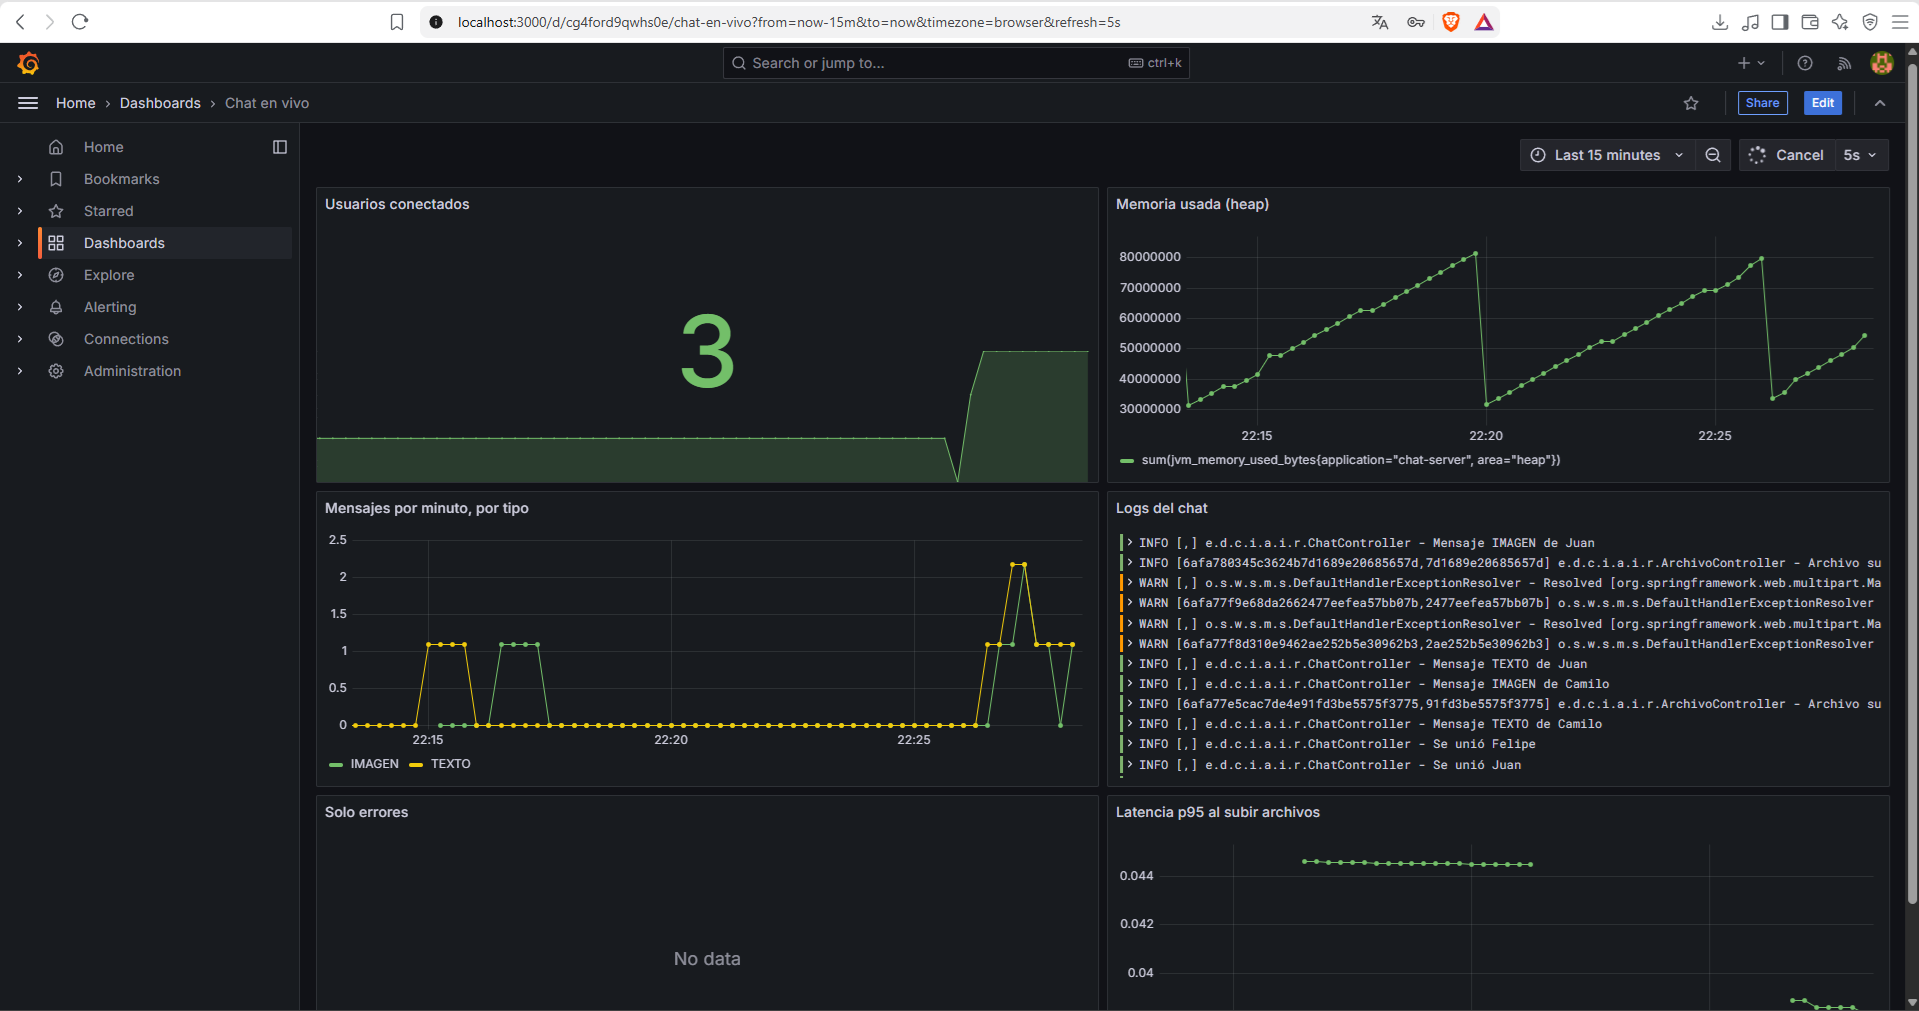 localhost:3000/d/cg4ford9qwhs0e/chat-en-vivo?from=now-15m&to=now&timezone=browser&refresh=5s
Search or jump to...
ctrl+k
Home › Dashboards › Chat en vivo
Share
Edit
Home
Bookmarks
Starred
Dashboards
Explore
Alerting
Connections
Administration
Last 15 minutes
Cancel
5s
Usuarios conectados
3
Memoria usada (heap)
80000000
70000000
60000000
50000000
40000000
30000000
22:15
22:20
22:25
sum(jvm_memory_used_bytes{application="chat-server", area="heap"})
Mensajes por minuto, por tipo
2.5
2
1.5
1
0.5
0
22:15
22:20
22:25
IMAGEN
TEXTO
Logs del chat
INFO [,] e.d.c.i.a.i.r.ChatController - Mensaje IMAGEN de Juan
INFO [6afa780345c3624b7d1689e20685657d,7d1689e20685657d] e.d.c.i.a.i.r.ArchivoController - Archivo su
WARN [,] o.s.w.s.m.s.DefaultHandlerExceptionResolver - Resolved [org.springframework.web.multipart.Ma
WARN [6afa77f9e68da2662477eefea57bb07b,2477eefea57bb07b] o.s.w.s.m.s.DefaultHandlerExceptionResolver
WARN [,] o.s.w.s.m.s.DefaultHandlerExceptionResolver - Resolved [org.springframework.web.multipart.Ma
WARN [6afa77f8d310e9462ae252b5e30962b3,2ae252b5e30962b3] o.s.w.s.m.s.DefaultHandlerExceptionResolver
INFO [,] e.d.c.i.a.i.r.ChatController - Mensaje TEXTO de Juan
INFO [,] e.d.c.i.a.i.r.ChatController - Mensaje IMAGEN de Camilo
INFO [6afa77e5cac7de4e91fd3be5575f3775,91fd3be5575f3775] e.d.c.i.a.i.r.ArchivoController - Archivo su
INFO [,] e.d.c.i.a.i.r.ChatController - Mensaje TEXTO de Camilo
INFO [,] e.d.c.i.a.i.r.ChatController - Se unió Felipe
INFO [,] e.d.c.i.a.i.r.ChatController - Se unió Juan
Solo errores
No data
Latencia p95 al subir archivos
0.044
0.042
0.04